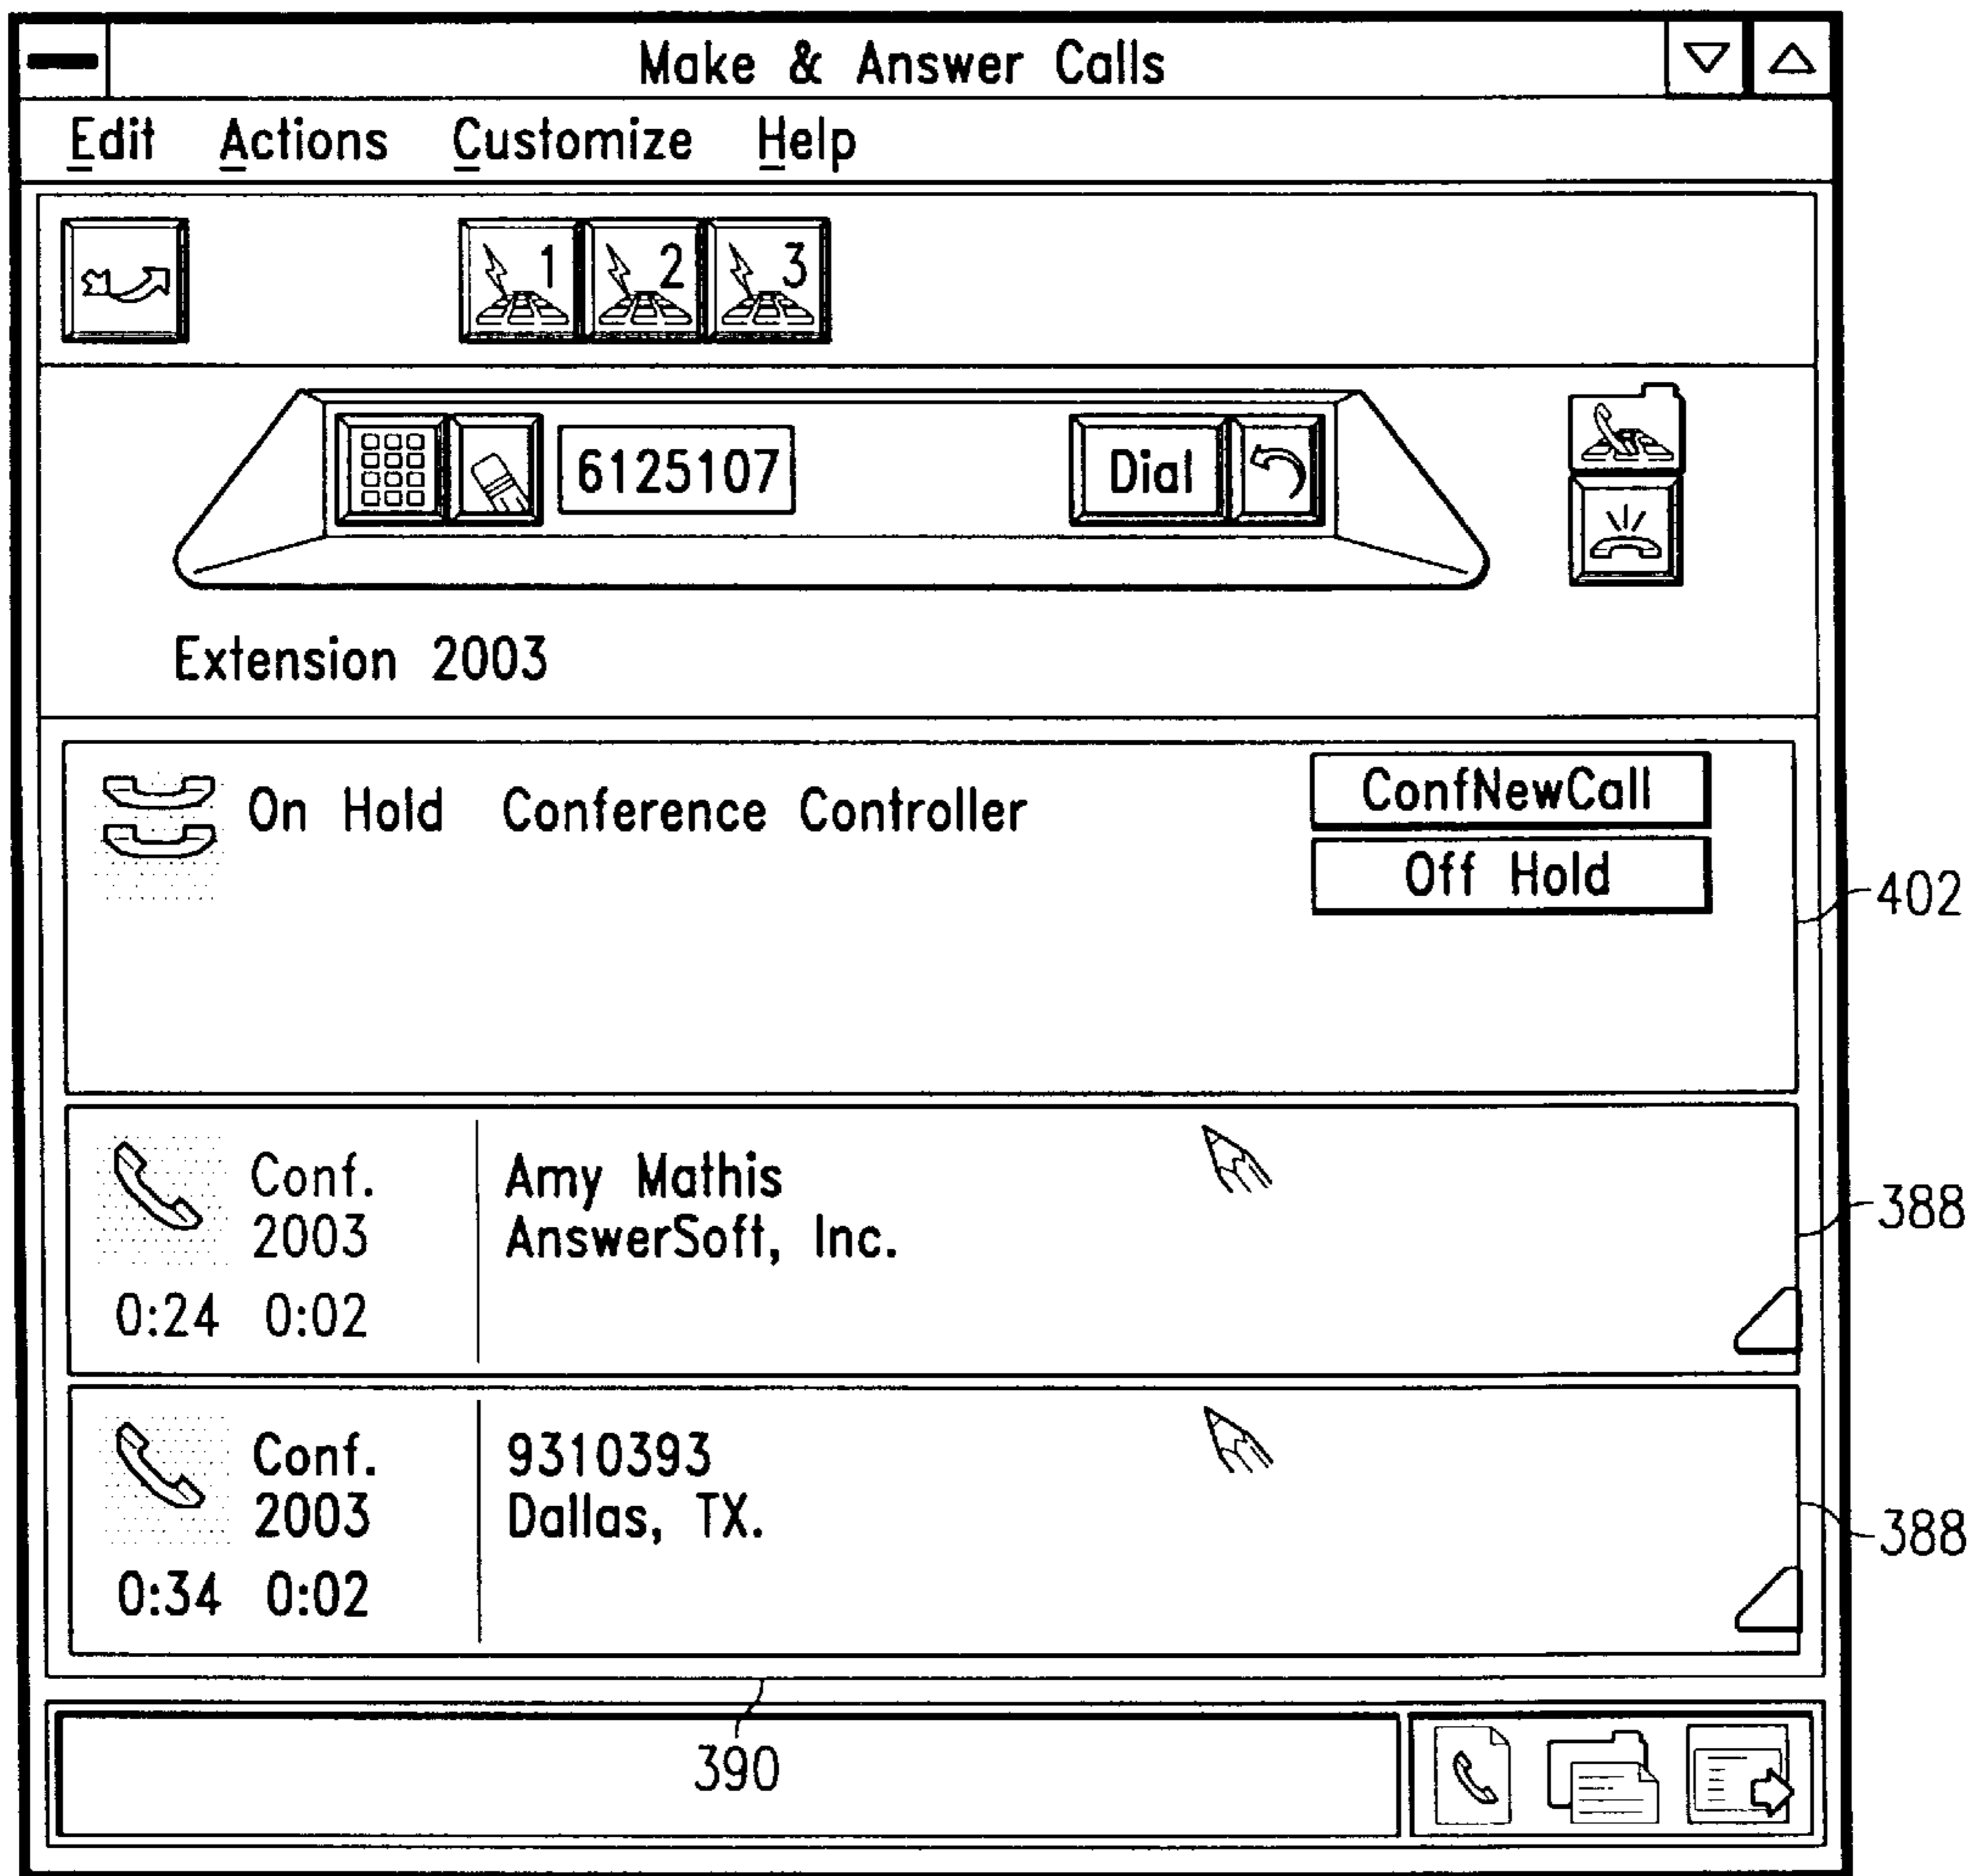 Make & Answer Calls
Edit Actions Customize Help
1 2 3
6125107 Dial
Extension 2003
On Hold Conference Controller
ConfNewCall
Off Hold
402
Conf. Amy Mathis
2003 AnswerSoft, Inc.
388
0:24 0:02
Conf. 9310393
2003 Dallas, TX.
388
0:34 0:02
390